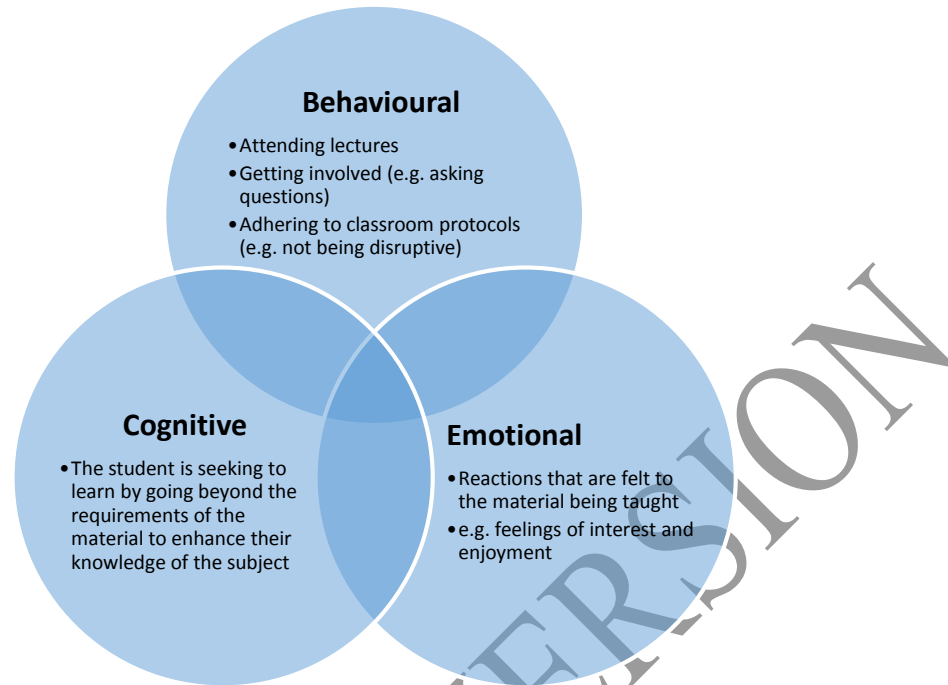 Behavioural
•Attending lectures
•Getting involved (e.g. asking
questions)
•Adhering to classroom protocols
(e.g. not being disruptive)
Cognitive
•The student is seeking to
learn by going beyond the
requirements of the
material to enhance their
knowledge of the subject
Emotional
•Reactions that are felt to
the material being taught
•e.g. feelings of interest and
enjoyment
ERSION